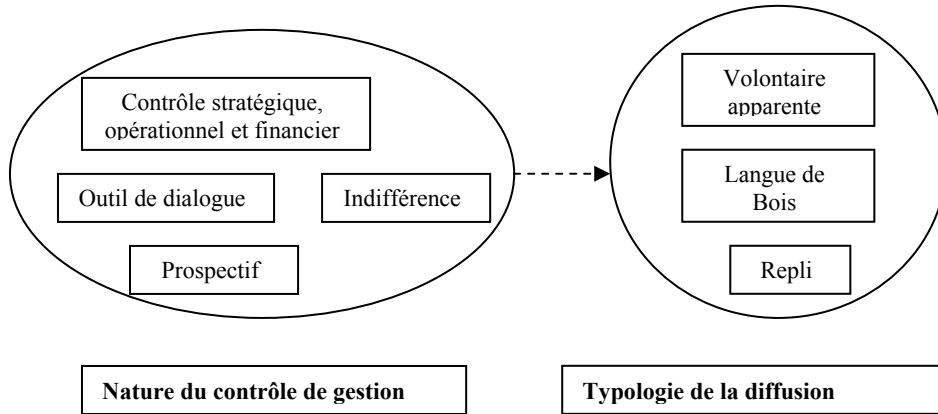 Contrôle stratégique,
opérationnel et financier
Outil de dialogue
Indifférence
Prospectif
Volontaire
apparente
Langue de
Bois
Repli
Nature du contrôle de gestion
Typologie de la diffusion